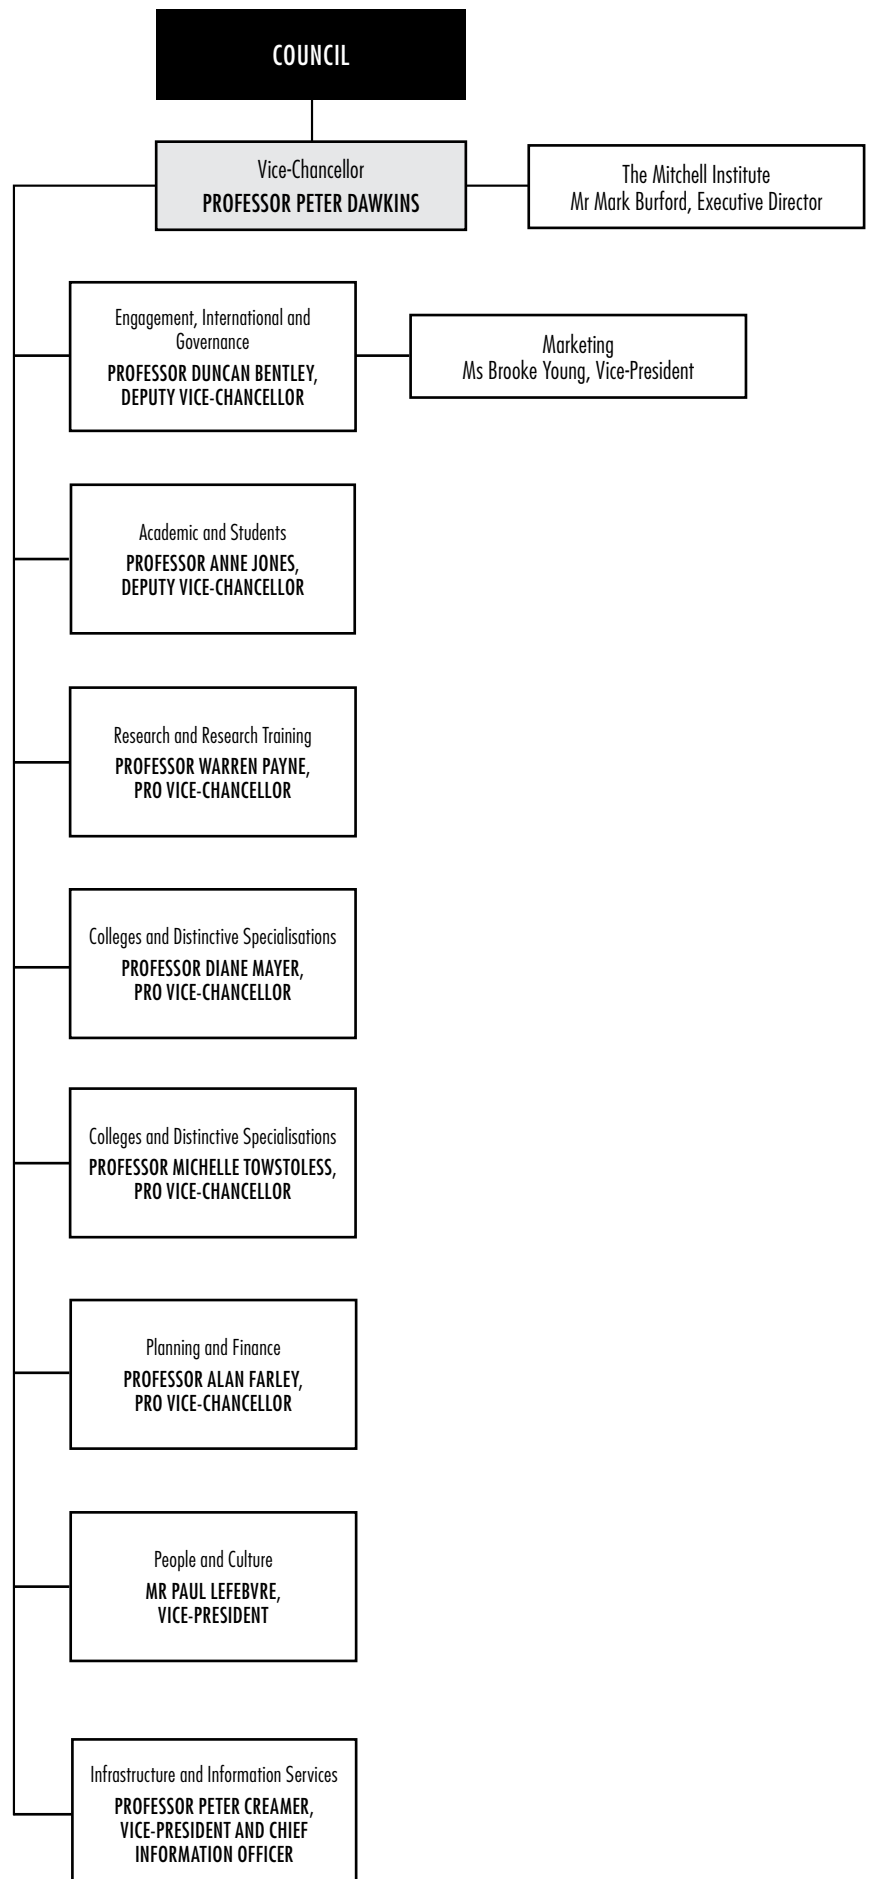 COUNCIL
Vice-Chancellor
PROFESSOR PETER DAWKINS
The Mitchell Institute
Mr Mark Burford, Executive Director
Engagement, International and
Governance
PROFESSOR DUNCAN BENTLEY,
DEPUTY VICE-CHANCELLOR
Marketing
Ms Brooke Young, Vice-President
Academic and Students
PROFESSOR ANNE JONES,
DEPUTY VICE-CHANCELLOR
Research and Research Training
PROFESSOR WARREN PAYNE,
PRO VICE-CHANCELLOR
Colleges and Distinctive Specialisations
PROFESSOR DIANE MAYER,
PRO VICE-CHANCELLOR
Colleges and Distinctive Specialisations
PROFESSOR MICHELLE TOWSTOLESS,
PRO VICE-CHANCELLOR
Planning and Finance
PROFESSOR ALAN FARLEY,
PRO VICE-CHANCELLOR
People and Culture
MR PAUL LEFEBVRE,
VICE-PRESIDENT
Infrastructure and Information Services
PROFESSOR PETER CREAMER,
VICE-PRESIDENT AND CHIEF
INFORMATION OFFICER